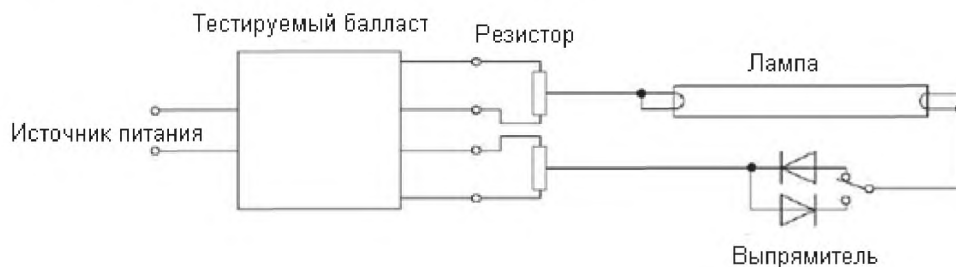 Тестируемый балласт
Резистор
Лампа
Источник питания
Выпрямитель